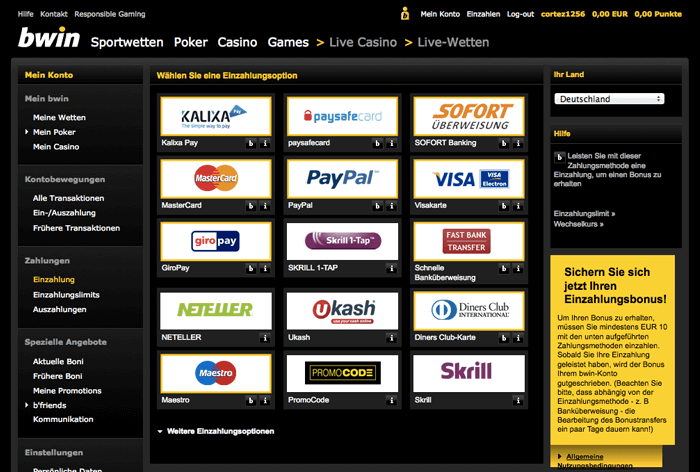 Hilfe Kontakt Responsible Gaming
Mein Konto Einzahlen Log-out cortez1256 0,00 EUR 0,00 Punkte
bwin Sportwetten Poker Casino Games > Live Casino > Live-Wetten
Mein Konto
Mein bwin
Meine Wetten
Mein Poker
Mein Casino
Kontobewegungen
Alle Transaktionen
Ein-/Auszahlung
Frühere Transaktionen
Zahlungen
Einzahlung
Einzahlungslimits
Auszahlungen
Spezielle Angebote
Aktuelle Boni
Frühere Boni
Meine Promotions
b'friends
Kommunikation
Einstellungen
Persönliche Daten
Wählen Sie eine Einzahlungsoption
KALIXA Pay
The simple way to pay
Kalixa Pay b i
paysafecard
paysafecard b i
SOFORT
ÜBERWEISUNG
SOFORT Banking b i
MasterCard
MasterCard b i
PayPal
PayPal b i
VISA VISA
Electron
Visakarte b i
giropay
GiroPay b i
Skrill 1-Tap
SKRILL 1-TAP b i
FAST BANK
TRANSFER
Schnelle
Banküberweisung b i
NETELLER
NETELLER i
Ukash
use your cash online
Ukash i
Diners Club
INTERNATIONAL
Diners Club-Karte b i
Maestro
Maestro b i
PROMOCODE
PromoCode i
Skrill
Skrill i
Weitere Einzahlungsoptionen
Ihr Land
Deutschland
Hilfe
b Leisten Sie mit dieser
Zahlungsmethode eine
Einzahlung, um einen Bonus zu
erhalten
Einzahlungslimit »
Wechselkurs »
Sichern Sie sich
jetzt Ihren
Einzahlungsbonus!
Um Ihren Bonus zu erhalten,
müssen Sie mindestens EUR 10
mit den unten aufgeführten
Zahlungsmethoden einzahlen.
Sobald Sie Ihre Einzahlung
geleistet haben, wird der Bonus
Ihrem bwin-Konto
gutgeschrieben. (Beachten Sie
bitte, dass abhängig von der
Einzahlungsmethode - z. B
Banküberweisung - die
Bearbeitung des Bonustransfers
ein paar Tage dauern kann!)
Allgemeine
Nutzungsbedingungen